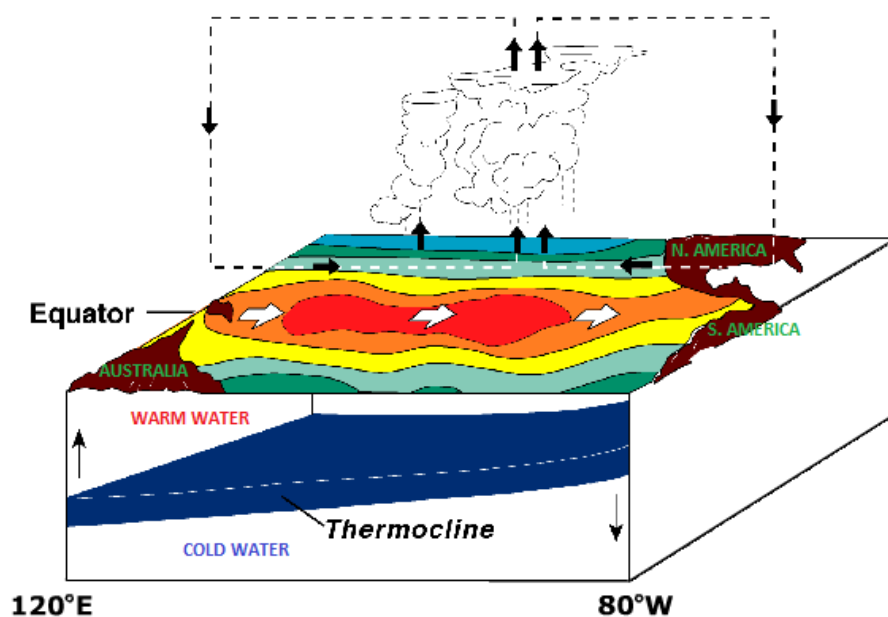 N. AMERICA
Equator
S. AMERICA
AUSTRALIA
WARM WATER
Thermocline
COLD WATER
120°E
80°W